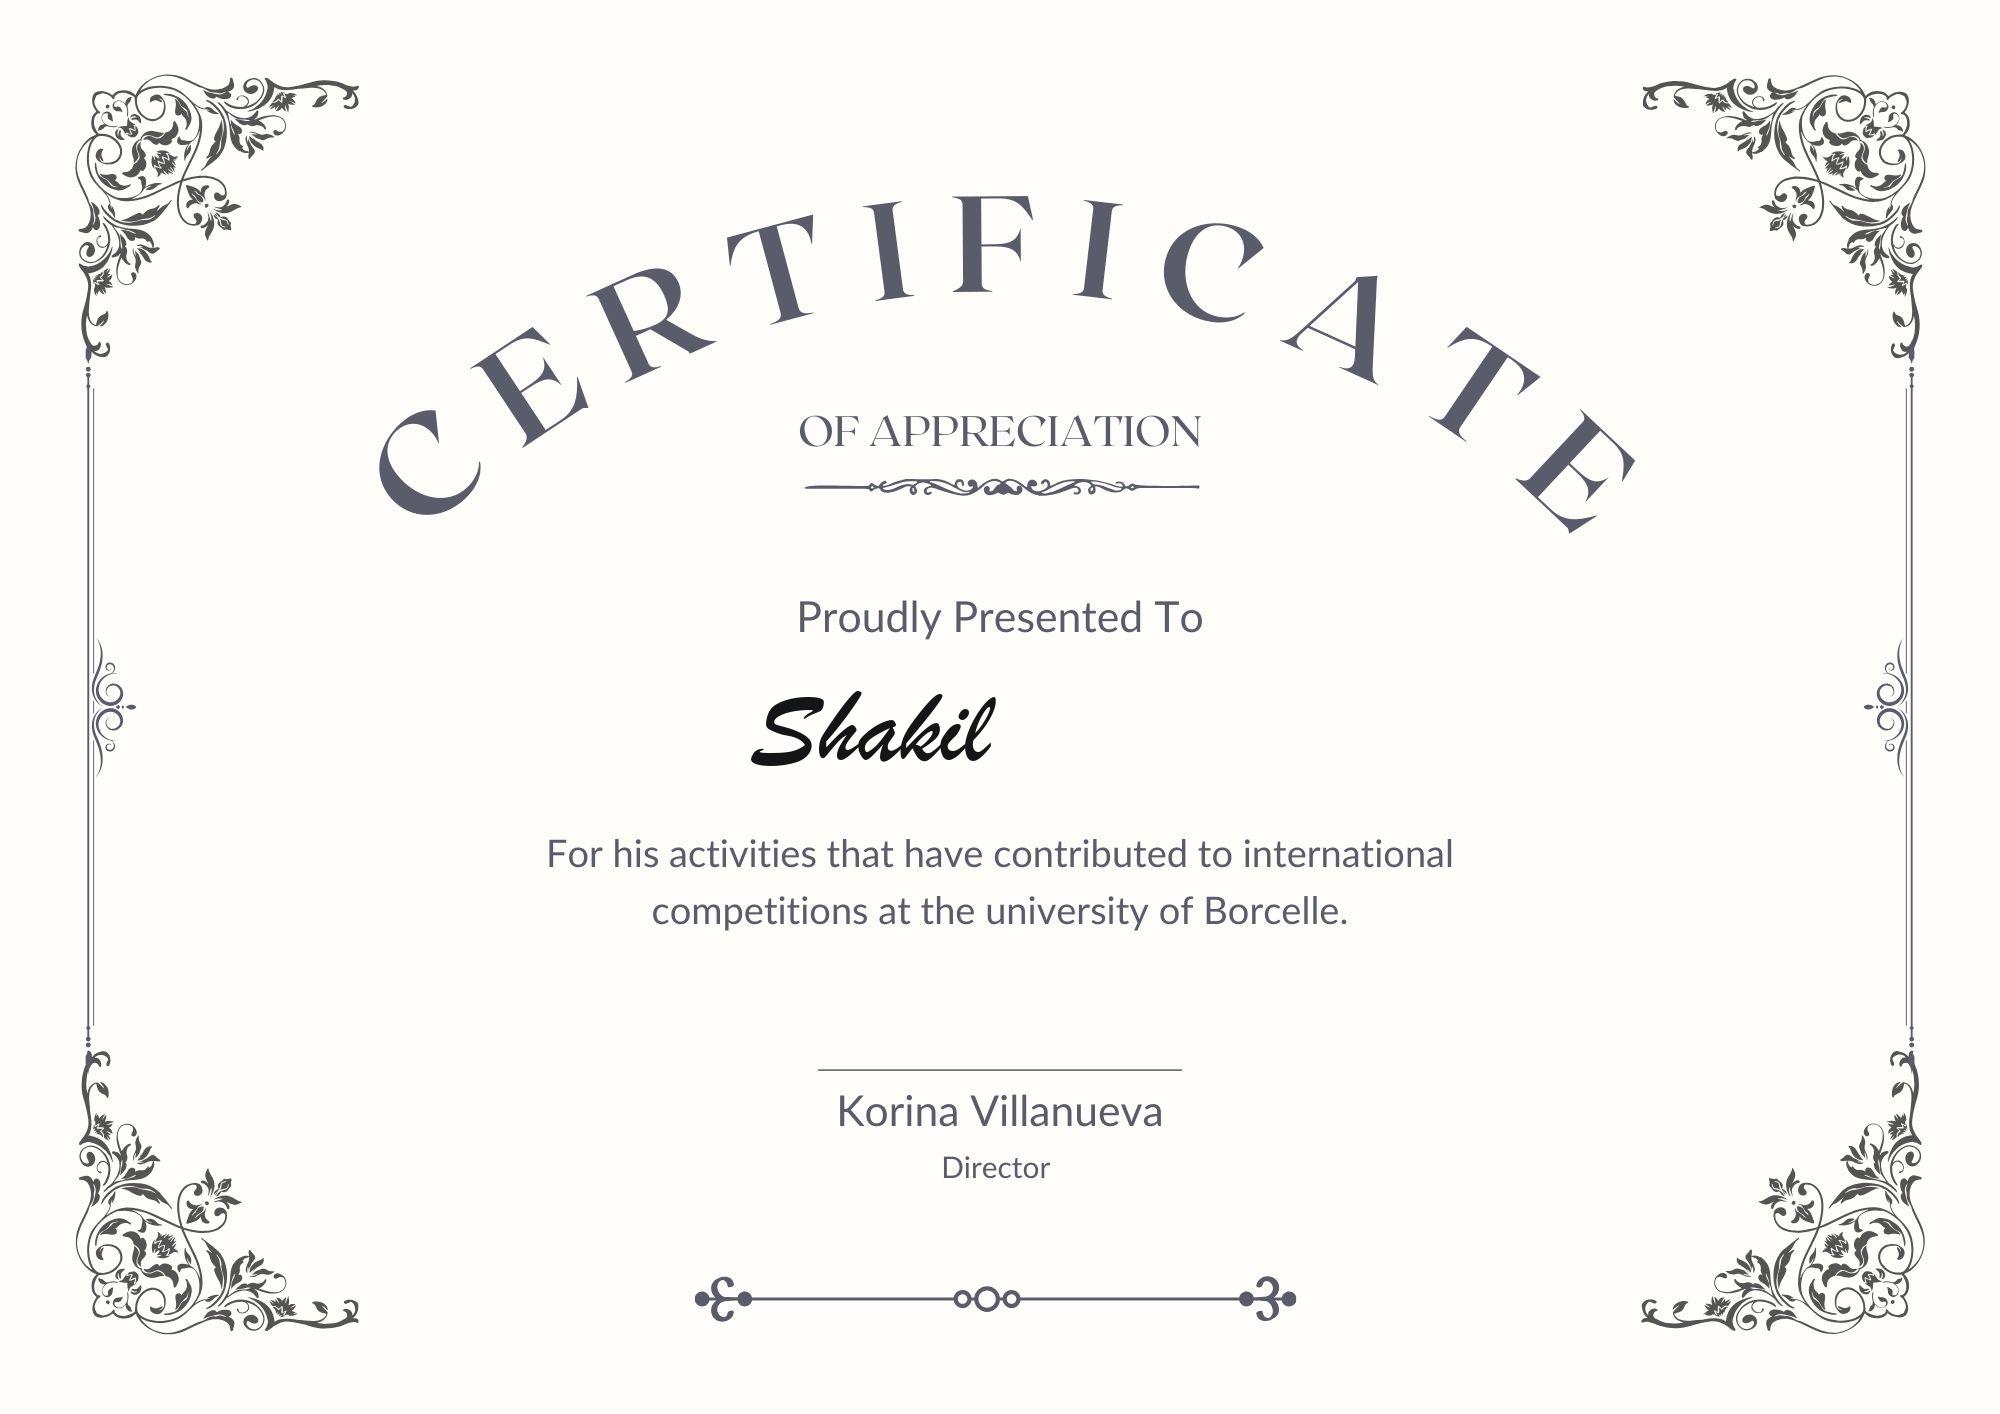 CERTIFICATE
OF APPRECIATION
Proudly Presented To
Shakil
For his activities that have contributed to international
competitions at the university of Borcelle.
Korina Villanueva
Director